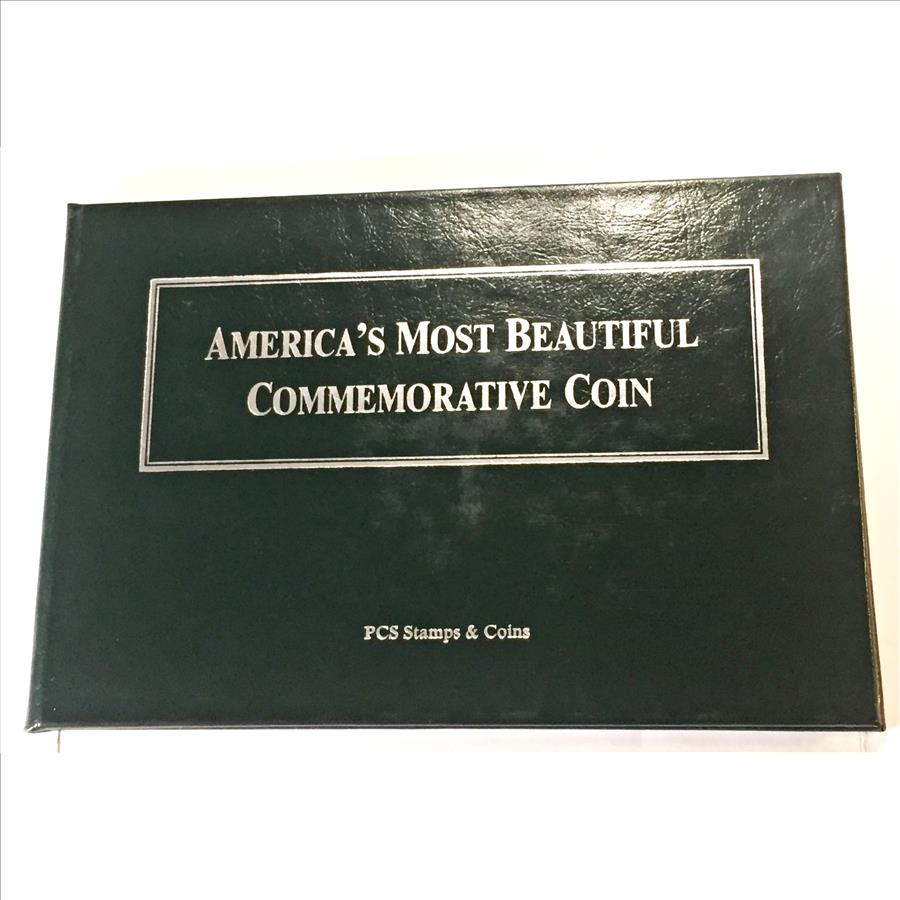 AMERICA'S MOST BEAUTIFUL
COMMEMORATIVE COIN
PCS Stamps & Coins